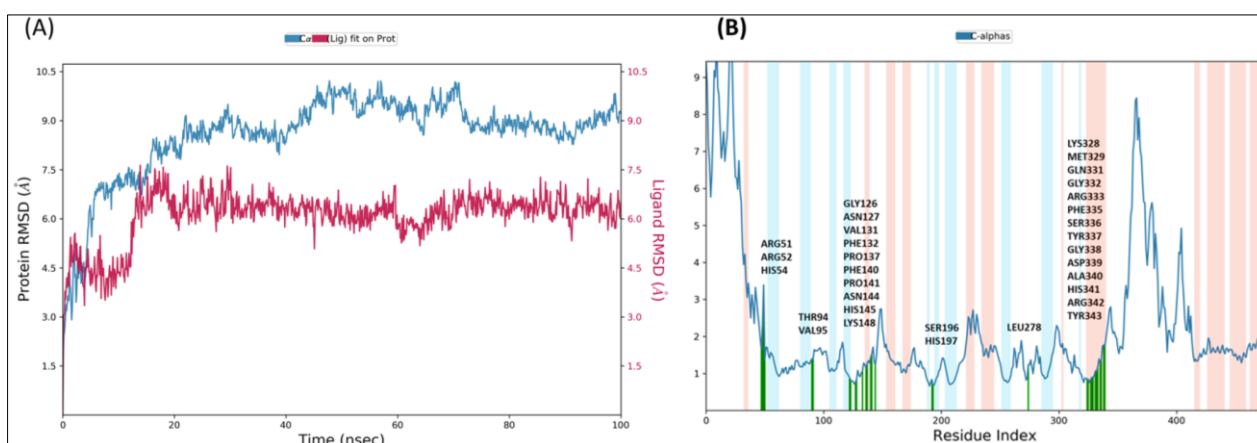 (A)
Cα (Lig) fit on Prot
10.5
9.0
7.5
6.0
4.5
3.0
1.5
Protein RMSD (Å)
10.5
9.0
7.5
6.0
4.5
3.0
1.5
Ligand RMSD (Å)
0 20 40 60 80 100
Time (nsec)
(B)
C-alphas
9
8
7
6
5
4
3
2
1
ARG51
ARG52
HIS54
THR94
VAL95
GLY126
ASN127
VAL131
PHE132
PRO137
PHE140
PRO141
ASN144
HIS145
LYS148
SER196
HIS197
LEU278
LYS328
MET329
GLN331
GLY332
ARG333
PHE335
SER336
TYR337
GLY338
ASP339
ALA340
HIS341
ARG342
TYR343
0 100 200 300 400
Residue Index